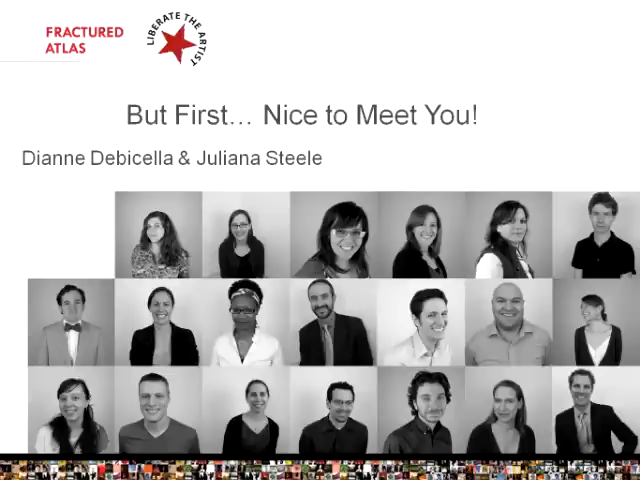 FRACTURED
ATLAS
LIBERATE THE ARTIST
But First… Nice to Meet You!
Dianne Debicella & Juliana Steele